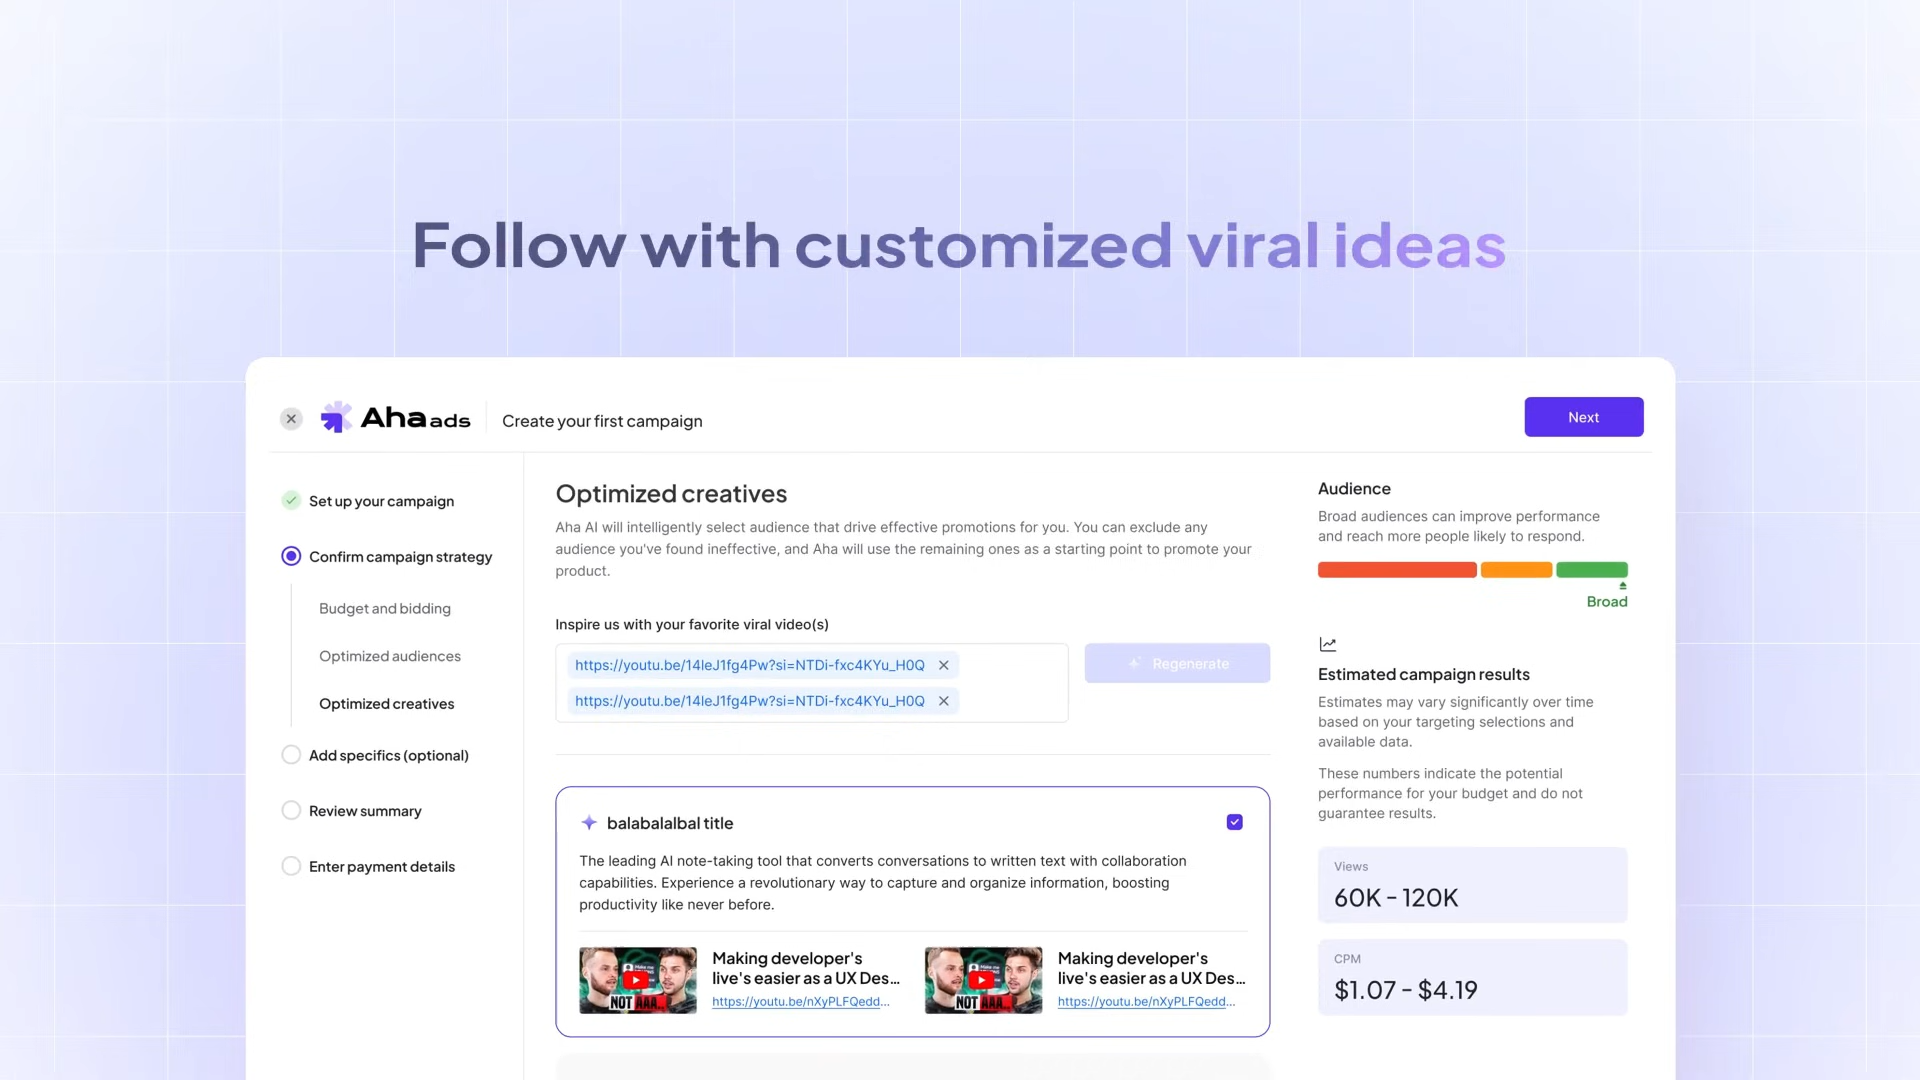 Follow with customized viral ideas
Aha ads
Create your first campaign
Next
Set up your campaign
Confirm campaign strategy
Budget and bidding
Optimized audiences
Optimized creatives
Add specifics (optional)
Review summary
Enter payment details
Optimized creatives
Aha AI will intelligently select audience that drive effective promotions for you. You can exclude any
audience you've found ineffective, and Aha will use the remaining ones as a starting point to promote your
product.
Inspire us with your favorite viral video(s)
https://youtu.be/14leJ1fg4Pw?si=NTDi-fxc4KYu_H0Q
https://youtu.be/14leJ1fg4Pw?si=NTDi-fxc4KYu_H0Q
Regenerate
balabalalbal title
The leading AI note-taking tool that converts conversations to written text with collaboration
capabilities. Experience a revolutionary way to capture and organize information, boosting
productivity like never before.
NOT AAA...
Making developer's
live's easier as a UX Des...
https://youtu.be/nXyPLFQedd...
NOT AAA...
Making developer's
live's easier as a UX Des...
https://youtu.be/nXyPLFQedd...
Audience
Broad audiences can improve performance
and reach more people likely to respond.
Broad
Estimated campaign results
Estimates may vary significantly over time
based on your targeting selections and
available data.
These numbers indicate the potential
performance for your budget and do not
guarantee results.
Views
60K - 120K
CPM
$1.07 - $4.19